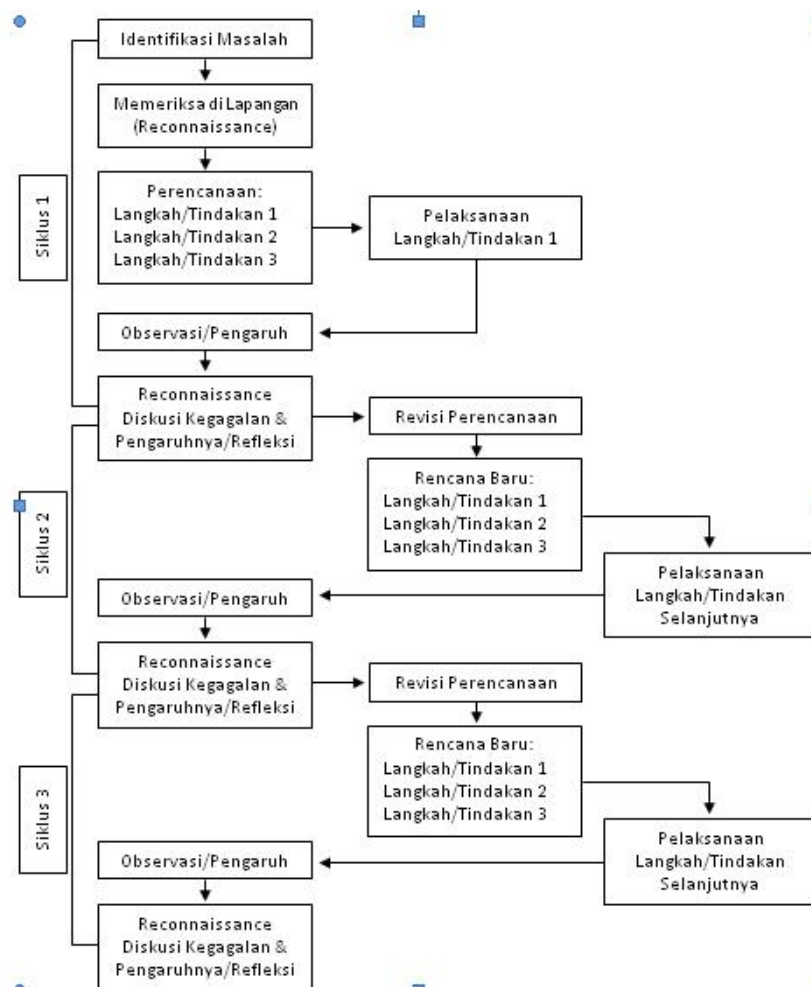 Identifikasi Masalah
Memeriksa di Lapangan
(Reconnaissance)
Siklus 1
Perencanaan:
Langkah/Tindakan 1
Langkah/Tindakan 2
Langkah/Tindakan 3
Pelaksanaan
Langkah/Tindakan 1
Observasi/Pengaruh
Reconnaissance
Diskusi Kegagalan &
Pengaruhnya/Refleksi
Revisi Perencanaan
Siklus 2
Rencana Baru:
Langkah/Tindakan 1
Langkah/Tindakan 2
Langkah/Tindakan 3
Pelaksanaan
Langkah/Tindakan
Selanjutnya
Observasi/Pengaruh
Reconnaissance
Diskusi Kegagalan &
Pengaruhnya/Refleksi
Revisi Perencanaan
Siklus 3
Rencana Baru:
Langkah/Tindakan 1
Langkah/Tindakan 2
Langkah/Tindakan 3
Pelaksanaan
Langkah/Tindakan
Selanjutnya
Observasi/Pengaruh
Reconnaissance
Diskusi Kegagalan &
Pengaruhnya/Refleksi